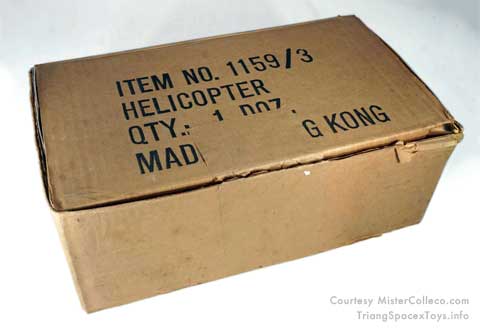 ITEM NO. 1159/3
HELICOPTER
QTY.: 1 DOZ.
MAD G KONG
Courtesy MisterColleco.com
TriangSpacexToys.info